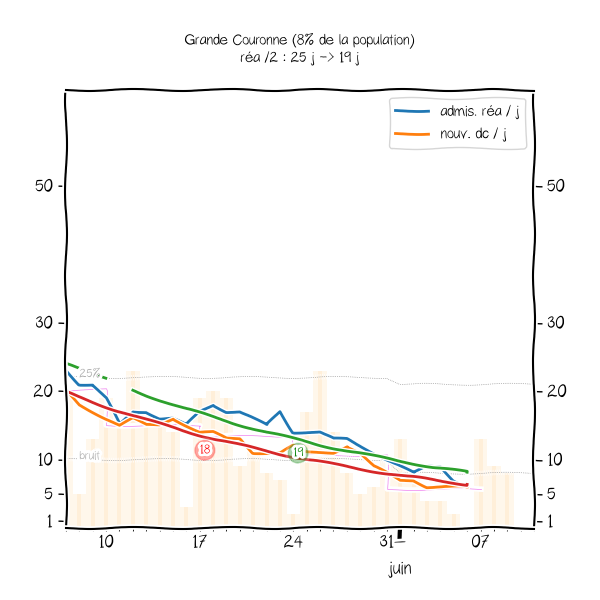 Grande Couronne (8% de la population)
réa /2 : 25 j -> 19 j
admis. réa / j
nouv. dc / j
50 50
30 30
25%
20 20
18 19
bruit
10 10
5 5
1 1
10 17 24 31 07
juin